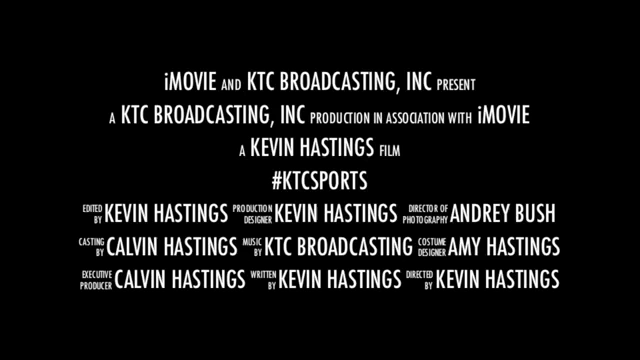 iMOVIE AND KTC BROADCASTING, INC PRESENT
A KTC BROADCASTING, INC PRODUCTION IN ASSOCIATION WITH iMOVIE
A KEVIN HASTINGS FILM
#KTCSPORTS
EDITED BY KEVIN HASTINGS PRODUCTION DESIGNER KEVIN HASTINGS DIRECTOR OF PHOTOGRAPHY ANDREY BUSH
CASTING BY CALVIN HASTINGS MUSIC BY KTC BROADCASTING COSTUME DESIGNER AMY HASTINGS
EXECUTIVE PRODUCER CALVIN HASTINGS WRITTEN BY KEVIN HASTINGS DIRECTED BY KEVIN HASTINGS